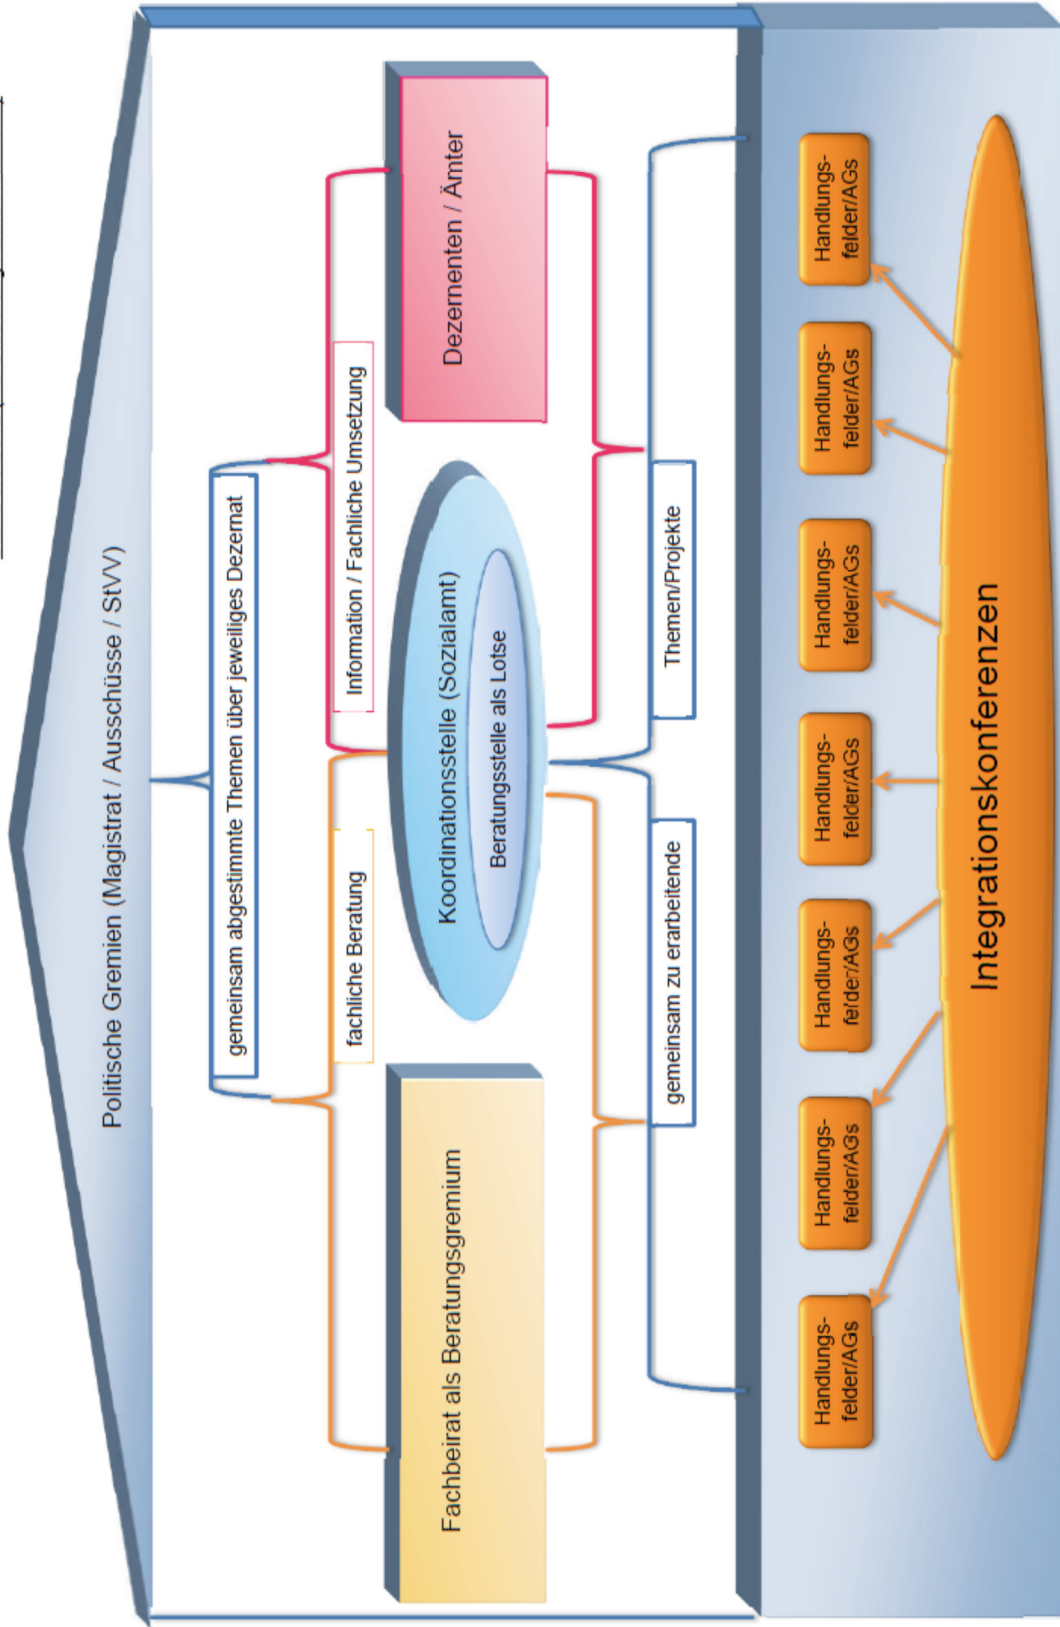 Politische Gremien (Magistrat / Ausschüsse / StVV)
gemeinsam abgestimmte Themen über jeweiliges Dezernat
fachliche Beratung
Information / Fachliche Umsetzung
Fachbeirat als Beratungsgremium
Koordinationsstelle (Sozialamt)
Beratungsstelle als Lotse
Dezernenten / Ämter
gemeinsam zu erarbeitende
Themen/Projekte
Handlungs-
felder/AGs
Handlungs-
felder/AGs
Handlungs-
felder/AGs
Handlungs-
felder/AGs
Handlungs-
felder/AGs
Handlungs-
felder/AGs
Handlungs-
felder/AGs
Integrationskonferenzen